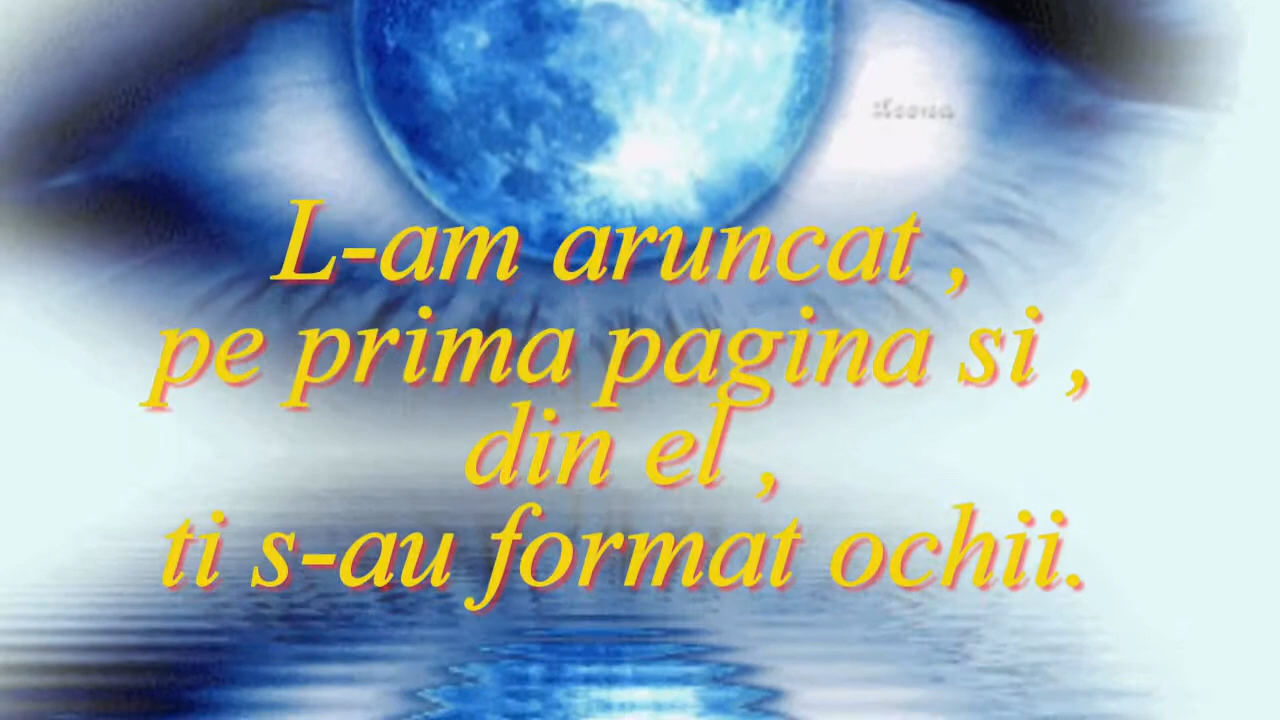 L-am aruncat ,
pe prima pagina si ,
din el ,
ti s-au format ochii.